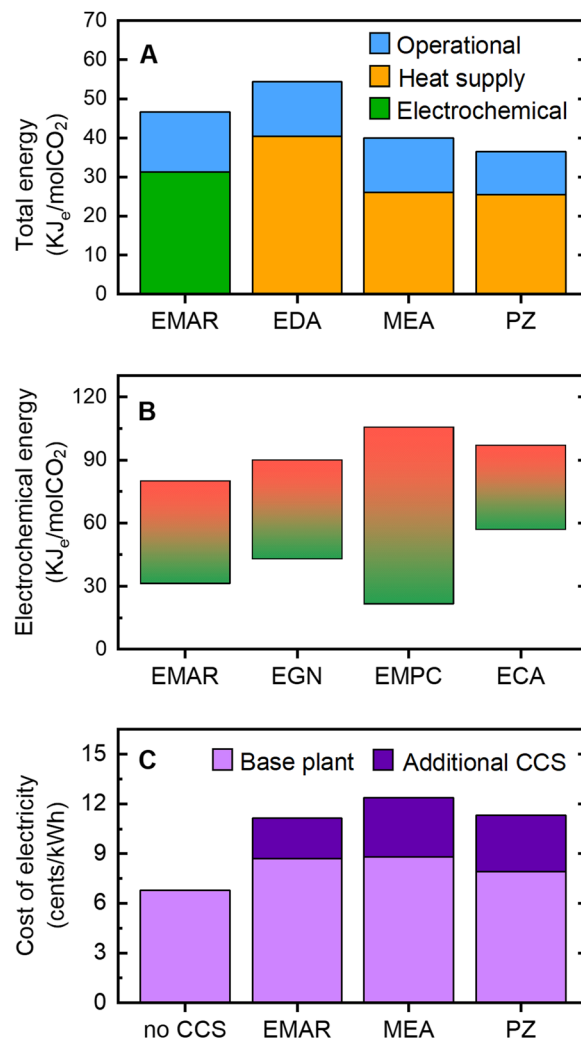 70
60
50
40
30
20
10
0
Total energy
(KJₑ/molCO₂)
A
Operational
Heat supply
Electrochemical
EMAR EDA MEA PZ
120
90
60
30
0
Electrochemical energy
(KJₑ/molCO₂)
B
EMAR EGN EMPC ECA
15
12
9
6
3
0
Cost of electricity
(cents/kWh)
C
Base plant Additional CCS
no CCS EMAR MEA PZ